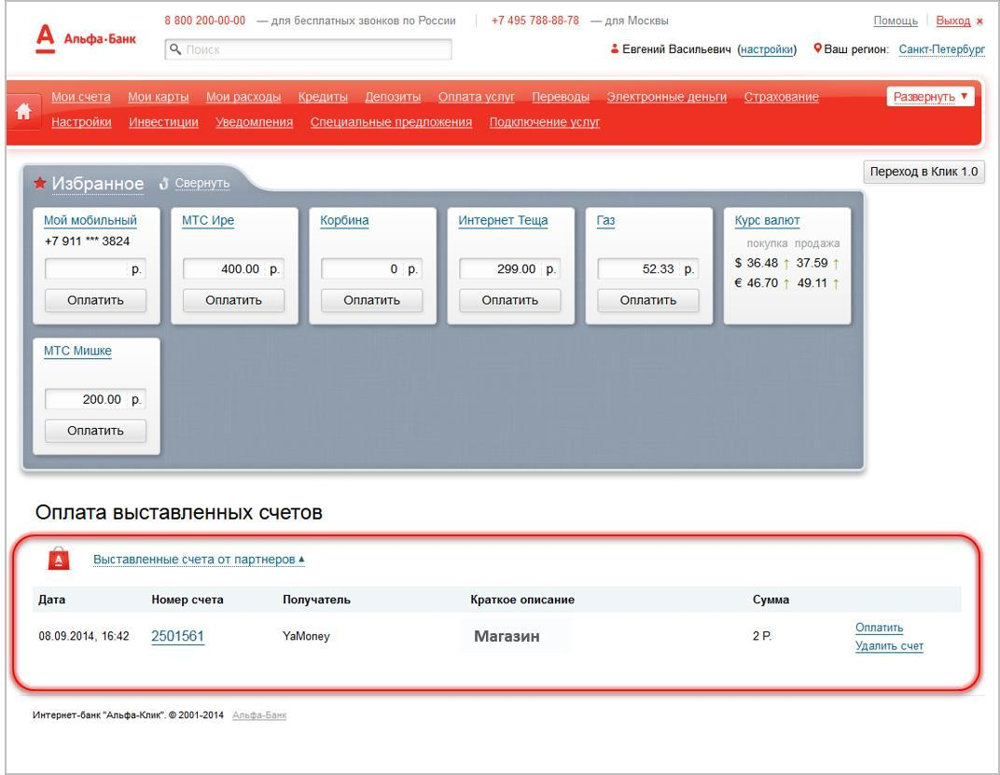 8 800 200-00-00 — для бесплатных звонков по России +7 495 788-88-78 — для Москвы Помощь Выход ×
А Альфа·Банк
Поиск Евгений Васильевич (настройки) Ваш регион: Санкт-Петербург
Мои счета Мои карты Мои расходы Кредиты Депозиты Оплата услуг Переводы Электронные деньги Страхование Развернуть ▼
Настройки Инвестиции Уведомления Специальные предложения Подключение услуг
Переход в Клик 1.0
Избранное Свернуть
Мой мобильный МТС Ире Корбина Интернет Теща Газ Курс валют
+7 911 *** 3824 покупка продажа
р. 400.00 р. 0 р. 299.00 р. 52.33 р. $ 36.48 ↑ 37.59 ↑
€ 46.70 ↑ 49.11 ↑
Оплатить Оплатить Оплатить Оплатить Оплатить
МТС Мишке
200.00 р.
Оплатить
Оплата выставленных счетов
А Выставленные счета от партнеров ▲
Дата Номер счета Получатель Краткое описание Сумма
08.09.2014, 16:42 2501561 YaMoney Магазин 2 Р. Оплатить
Удалить счет
Интернет-банк "Альфа-Клик". © 2001-2014 Альфа-Банк